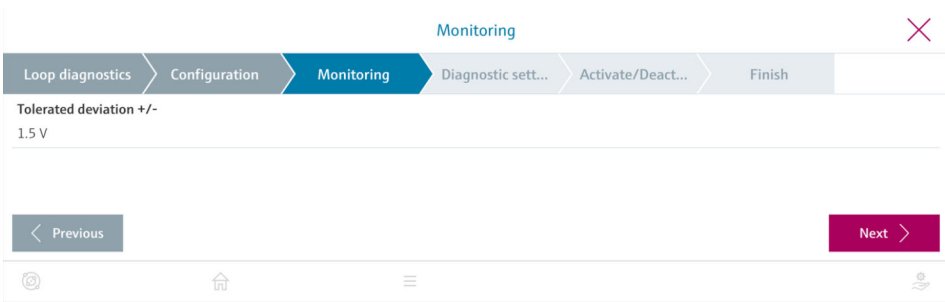 Monitoring
Loop diagnostics Configuration Monitoring Diagnostic sett... Activate/Deact... Finish
Tolerated deviation +/-
1.5 V
Previous Next